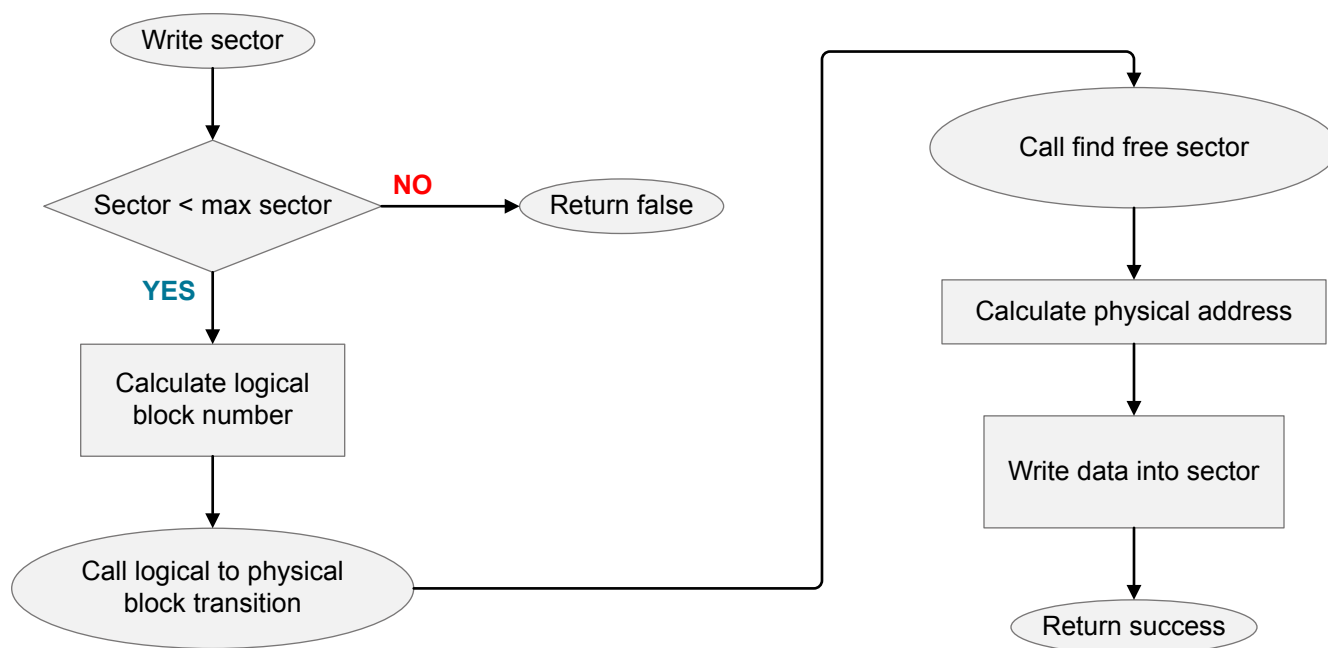 Write sector
Sector < max sector
NO
Return false
YES
Calculate logical
block number
Call logical to physical
block transition
Call find free sector
Calculate physical address
Write data into sector
Return success